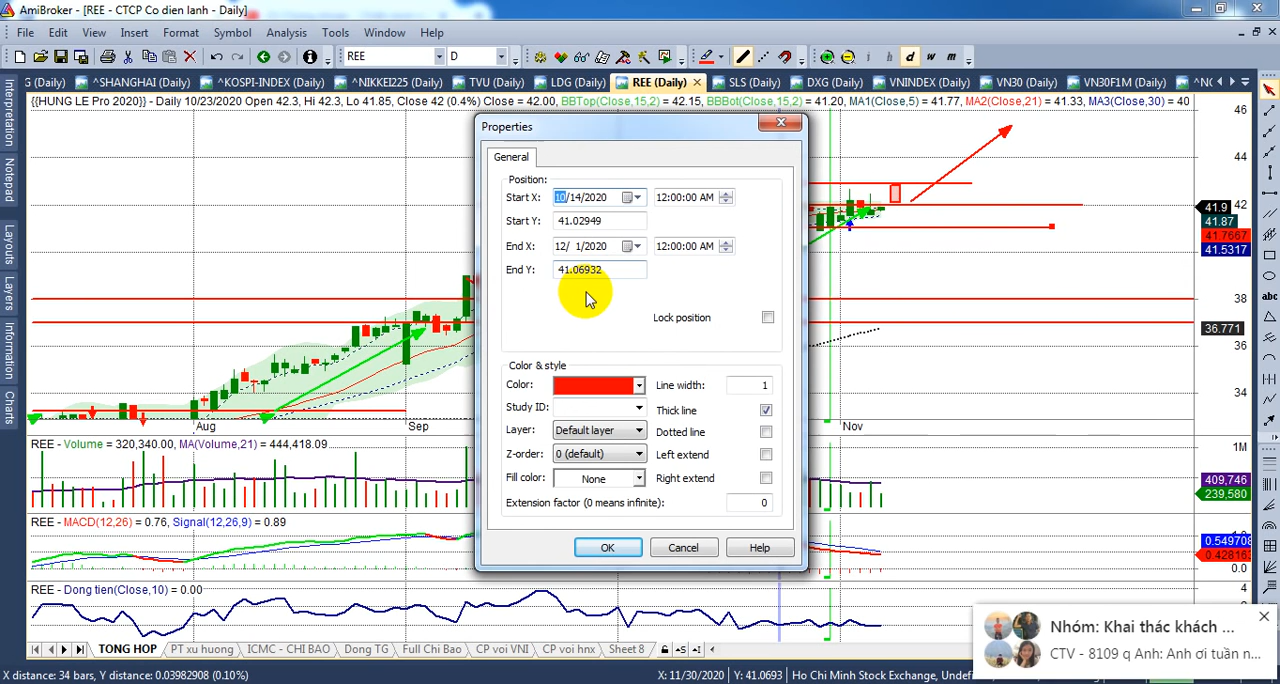 AmiBroker - [REE - CTCP Co dien lanh - Daily]
File Edit View Insert Format Symbol Analysis Tools Window Help
REE D i h d w m
G (Daily) ^SHANGHAI (Daily) ^KOSPI-INDEX (Daily) ^NIKKEI225 (Daily) TVU (Daily) LDG (Daily) REE (Daily) SLS (Daily) DXG (Daily) VNINDEX (Daily) VN30 (Daily) VN30F1M (Daily)
{{HUNG LE Pro 2020}} - Daily 10/23/2020 Open 42.3, Hi 42.3, Lo 41.85, Close 42 (0.4%) Close = 42.00, BBTop(Close,15,2) = 42.15, BBBot(Close,15,2) = 41.20, MA1(Close,5) = 41.77, MA2(Close,21) = 41.33, MA3(Close,30) = 40
Interpretation
Notepad
Layouts
Layers
Information
Charts
Properties
General
Position:
Start X: 10/14/2020 12:00:00 AM
Start Y: 41.02949
End X: 12/ 1/2020 12:00:00 AM
End Y: 41.06932
Lock position
Color & style
Color: Line width: 1
Study ID: Thick line
Layer: Default layer Dotted line
Z-order: 0 (default) Left extend
Fill color: None Right extend
Extension factor (0 means infinite): 0
OK Cancel Help
46
44
42
41.9
41.87
41.7667
41.5317
38
36.771
36
34
abc
Aug Sep Nov
REE - Volume = 320,340.00, MA(Volume,21) = 444,418.09
1M
409,746
239,580
REE - MACD(12,26) = 0.76, Signal(12,26,9) = 0.89
0.549708
0.428163
0.0
REE - Dong tien(Close,10) = 0.00
4
TONG HOP PT xu huong ICMC - CHI BAO Dong TG Full Chi Bao CP voi VNI CP voi hnx Sheet 8
Nhóm: Khai thác khách ...
CTV - 8109 q Anh: Anh ơi tuần n...
X distance: 34 bars, Y distance: 0.03982908 (0.10%) X: 11/30/2020 Y: 41.0693 Ho Chi Minh Stock Exchange, Undef